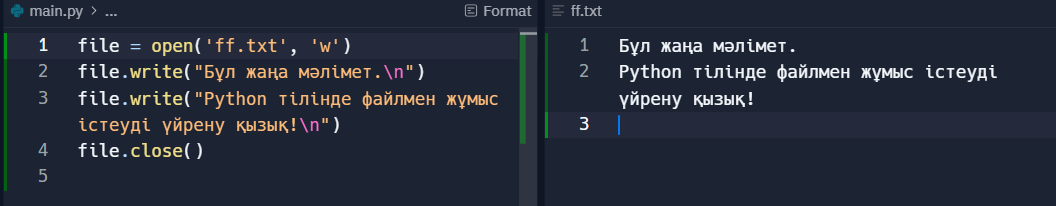 main.py > ...
Format
1 file = open('ff.txt', 'w')
2 file.write("Бұл жаңа мәлімет.\n")
3 file.write("Python тілінде файлмен жұмыс
істеуді үйрену қызық!\n")
4 file.close()
5
ff.txt
1 Бұл жаңа мәлімет.
2 Python тілінде файлмен жұмыс істеуді
үйрену қызық!
3